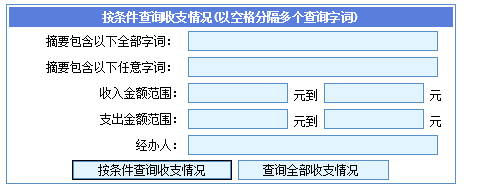 按条件查询收支情况(以空格分隔多个查询字词)
摘要包含以下全部字词：
摘要包含以下任意字词：
收入金额范围： 元到 元
支出金额范围： 元到 元
经办人：
按条件查询收支情况 查询全部收支情况